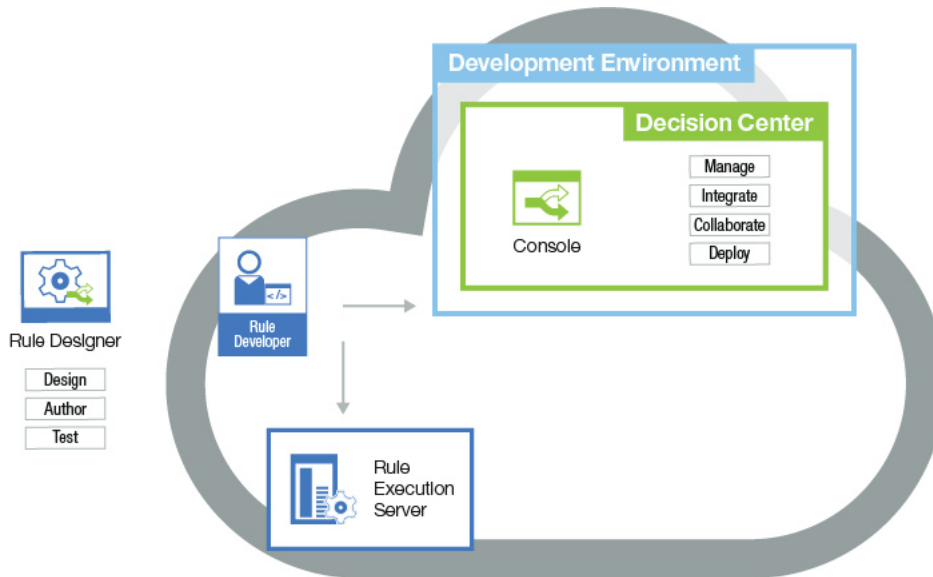 Development Environment
Decision Center
Manage
Integrate
Collaborate
Deploy
Console
</>
Rule
Developer
Rule Designer
Design
Author
Test
Rule
Execution
Server